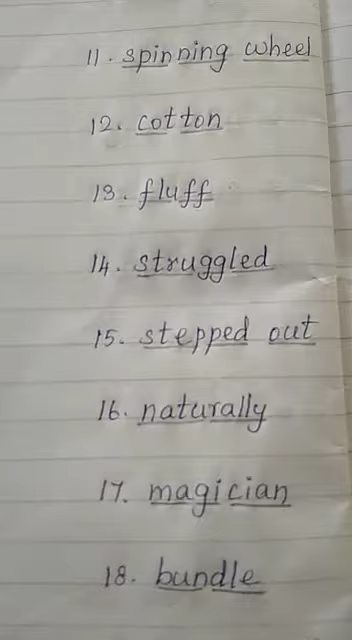 11. spinning wheel
12. cotton
13. fluff
14. struggled
15. stepped out
16. naturally
17. magician
18. bundle